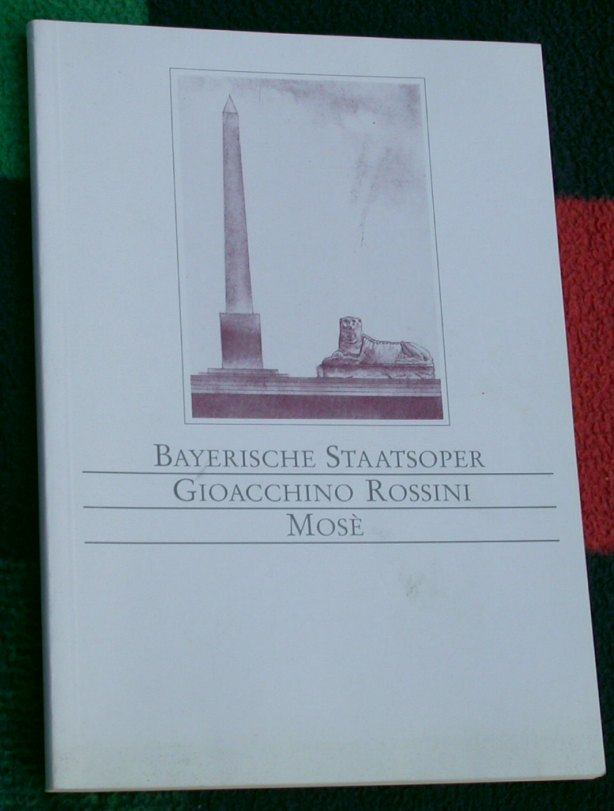 BAYERISCHE STAATSOPER
GIOACCHINO ROSSINI
MOSÈ